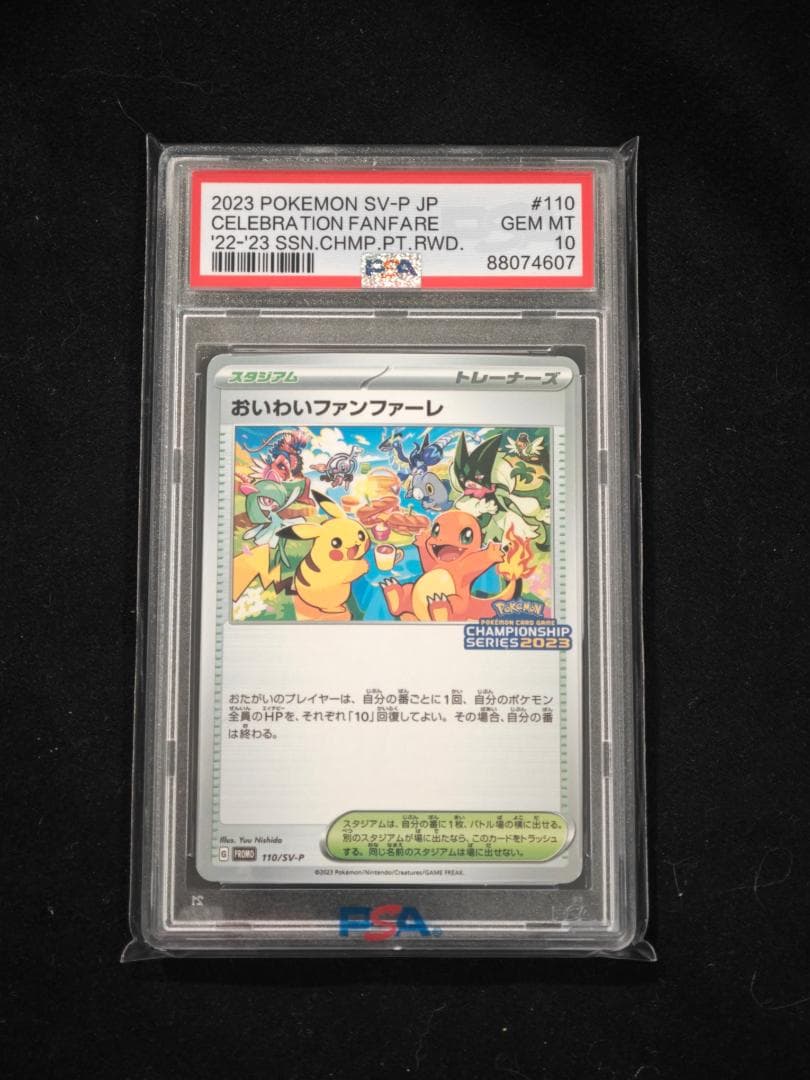 2023 POKEMON SV-P JP #110
CELEBRATION FANFARE GEM MT
'22-'23 SSN.CHMP.PT.RWD. 10
PSA 88074607
スタジアム トレーナーズ
おいわいファンファーレ
POKÉMON
POKÉMON CARD GAME
CHAMPIONSHIP
SERIES 2023
おたがいのプレイヤーは、自分の番ごとに1回、自分のポケモン
全員のHPを、それぞれ「10」回復してよい。その場合、自分の番
は終わる。
スタジアムは、自分の番に1枚、バトル場の横に出せる。
別のスタジアムが場に出たなら、このカードをトラッシュ
する。同じ名前のスタジアムは場に出せない。
Illus. Yuu Nishida
G PROMO 110/SV-P
©2023 Pokémon/Nintendo/Creatures/GAME FREAK.
PSA